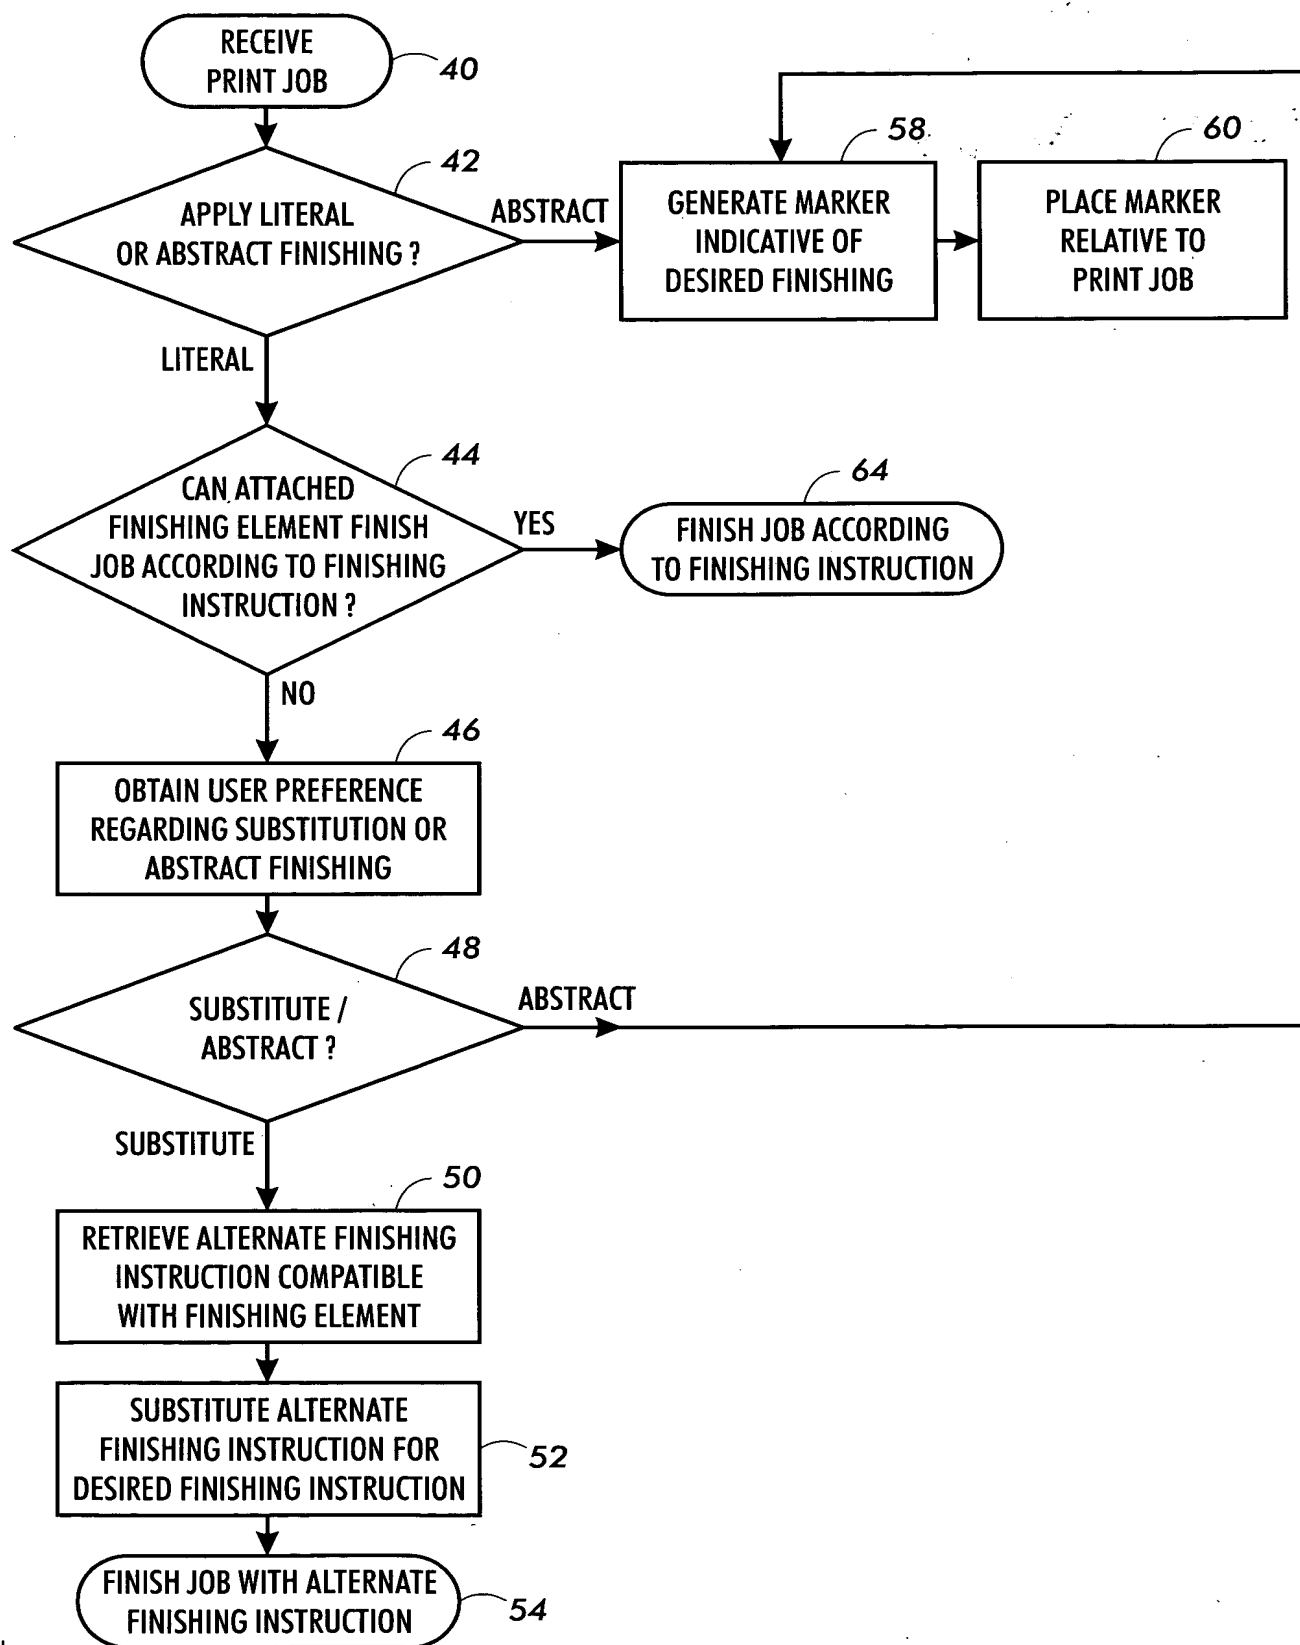 RECEIVE
PRINT JOB
40
42
APPLY LITERAL
OR ABSTRACT FINISHING ?
ABSTRACT
58
GENERATE MARKER
INDICATIVE OF
DESIRED FINISHING
60
PLACE MARKER
RELATIVE TO
PRINT JOB
LITERAL
44
CAN ATTACHED
FINISHING ELEMENT FINISH
JOB ACCORDING TO FINISHING
INSTRUCTION ?
YES
64
FINISH JOB ACCORDING
TO FINISHING INSTRUCTION
NO
46
OBTAIN USER PREFERENCE
REGARDING SUBSTITUTION OR
ABSTRACT FINISHING
48
SUBSTITUTE /
ABSTRACT ?
ABSTRACT
SUBSTITUTE
50
RETRIEVE ALTERNATE FINISHING
INSTRUCTION COMPATIBLE
WITH FINISHING ELEMENT
SUBSTITUTE ALTERNATE
FINISHING INSTRUCTION FOR
DESIRED FINISHING INSTRUCTION
52
FINISH JOB WITH ALTERNATE
FINISHING INSTRUCTION
54